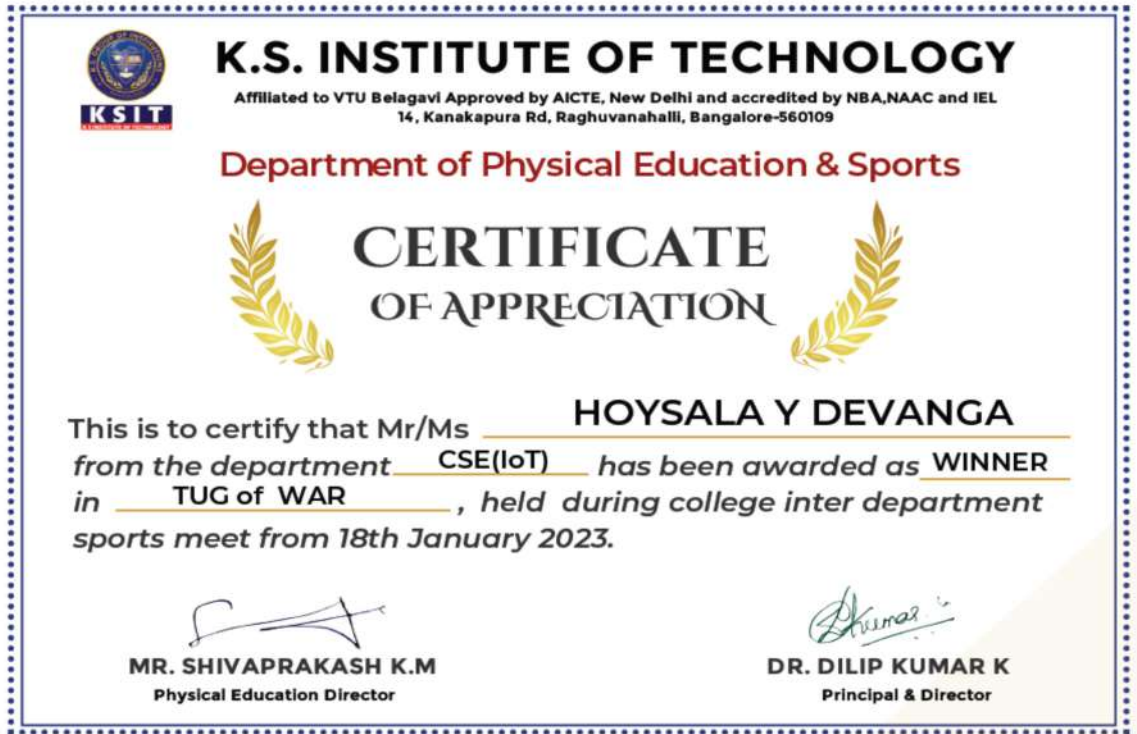 K.S. INSTITUTE OF TECHNOLOGY
Affiliated to VTU Belagavi Approved by AICTE, New Delhi and accredited by NBA,NAAC and IEL
14, Kanakapura Rd, Raghuvanahalli, Bangalore-560109
KSIT
Department of Physical Education & Sports
CERTIFICATE
OF APPRECIATION
This is to certify that Mr/Ms HOYSALA Y DEVANGA
from the department CSE(IoT) has been awarded as WINNER
in TUG of WAR , held during college inter department
sports meet from 18th January 2023.
MR. SHIVAPRAKASH K.M
Physical Education Director
DR. DILIP KUMAR K
Principal & Director